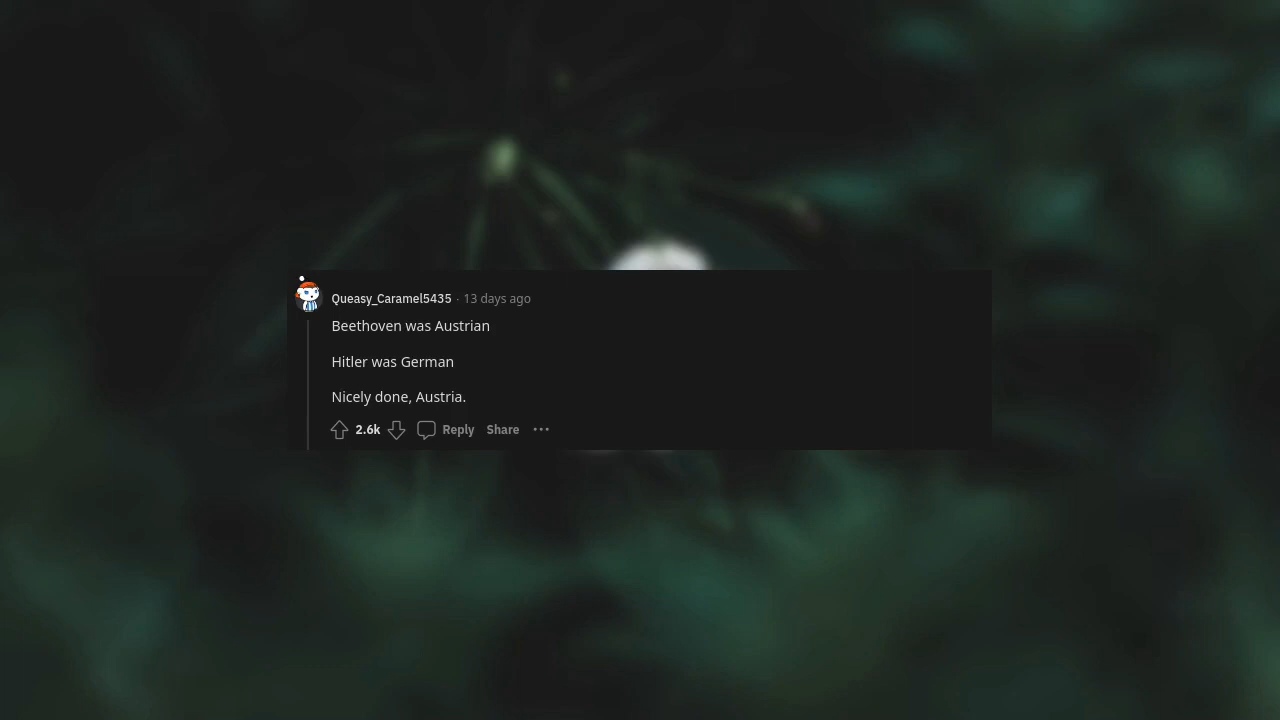 Queasy_Caramel5435 · 13 days ago
Beethoven was Austrian
Hitler was German
Nicely done, Austria.
2.6k Reply Share ···